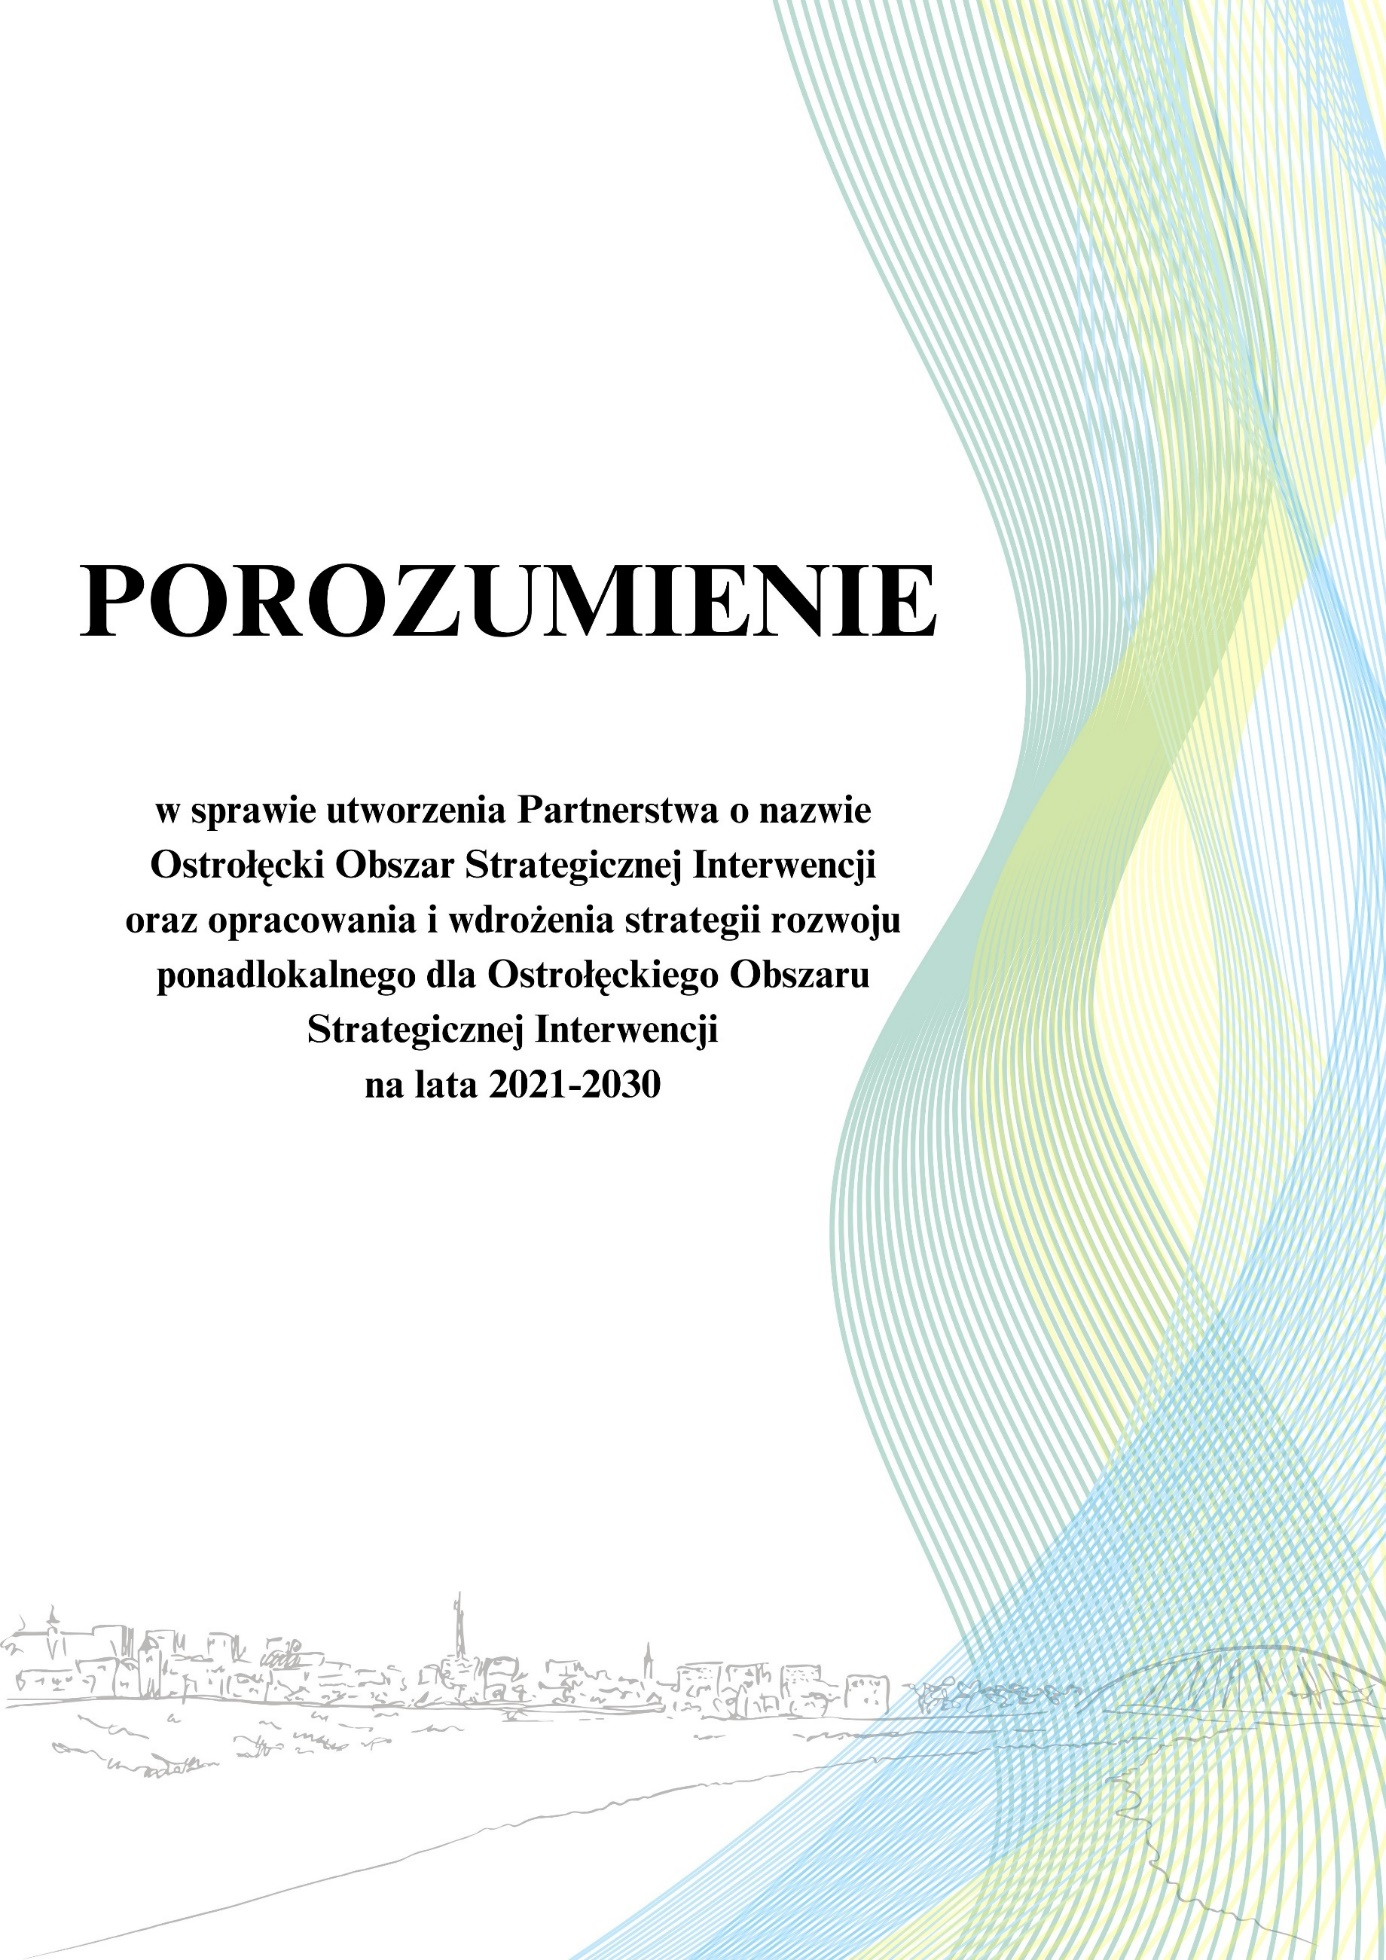 POROZUMIENIE
w sprawie utworzenia Partnerstwa o nazwie
Ostrołęcki Obszar Strategicznej Interwencji
oraz opracowania i wdrożenia strategii rozwoju
ponadlokalnego dla Ostrołęckiego Obszaru
Strategicznej Interwencji
na lata 2021-2030